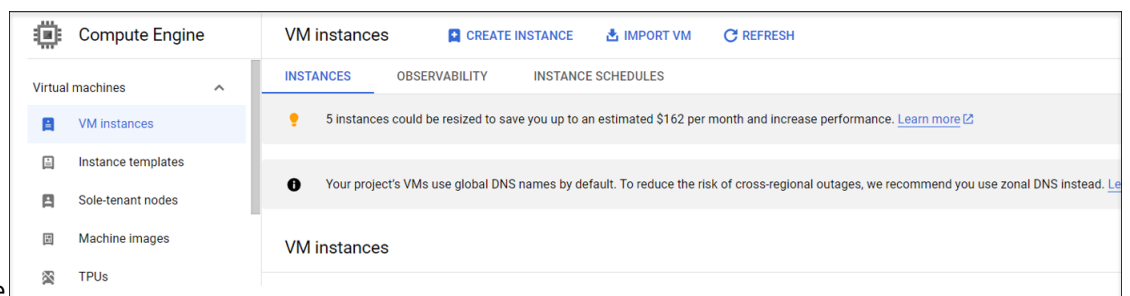 Compute Engine
VM instances
CREATE INSTANCE
IMPORT VM
REFRESH
Virtual machines
VM instances
Instance templates
Sole-tenant nodes
Machine images
TPUs
INSTANCES
OBSERVABILITY
INSTANCE SCHEDULES
5 instances could be resized to save you up to an estimated $162 per month and increase performance. Learn more
Your project's VMs use global DNS names by default. To reduce the risk of cross-regional outages, we recommend you use zonal DNS instead.
VM instances